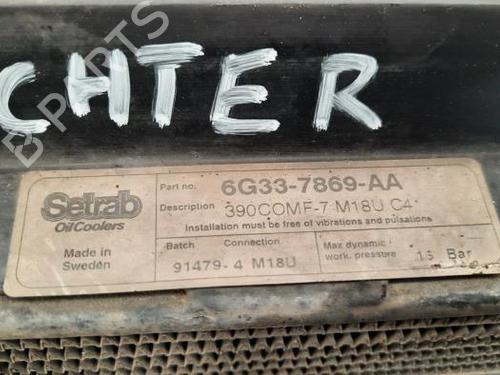 CHTER
B PARTS
Setrab
OilCoolers
Made in
Sweden
Part no. 6G33-7869-AA
Description 390COMF-7 M18U C4
Installation must be free of vibrations and pulsations
Batch Connection
91479-4 M18U
Max dynamic
work. pressure 16 Bar